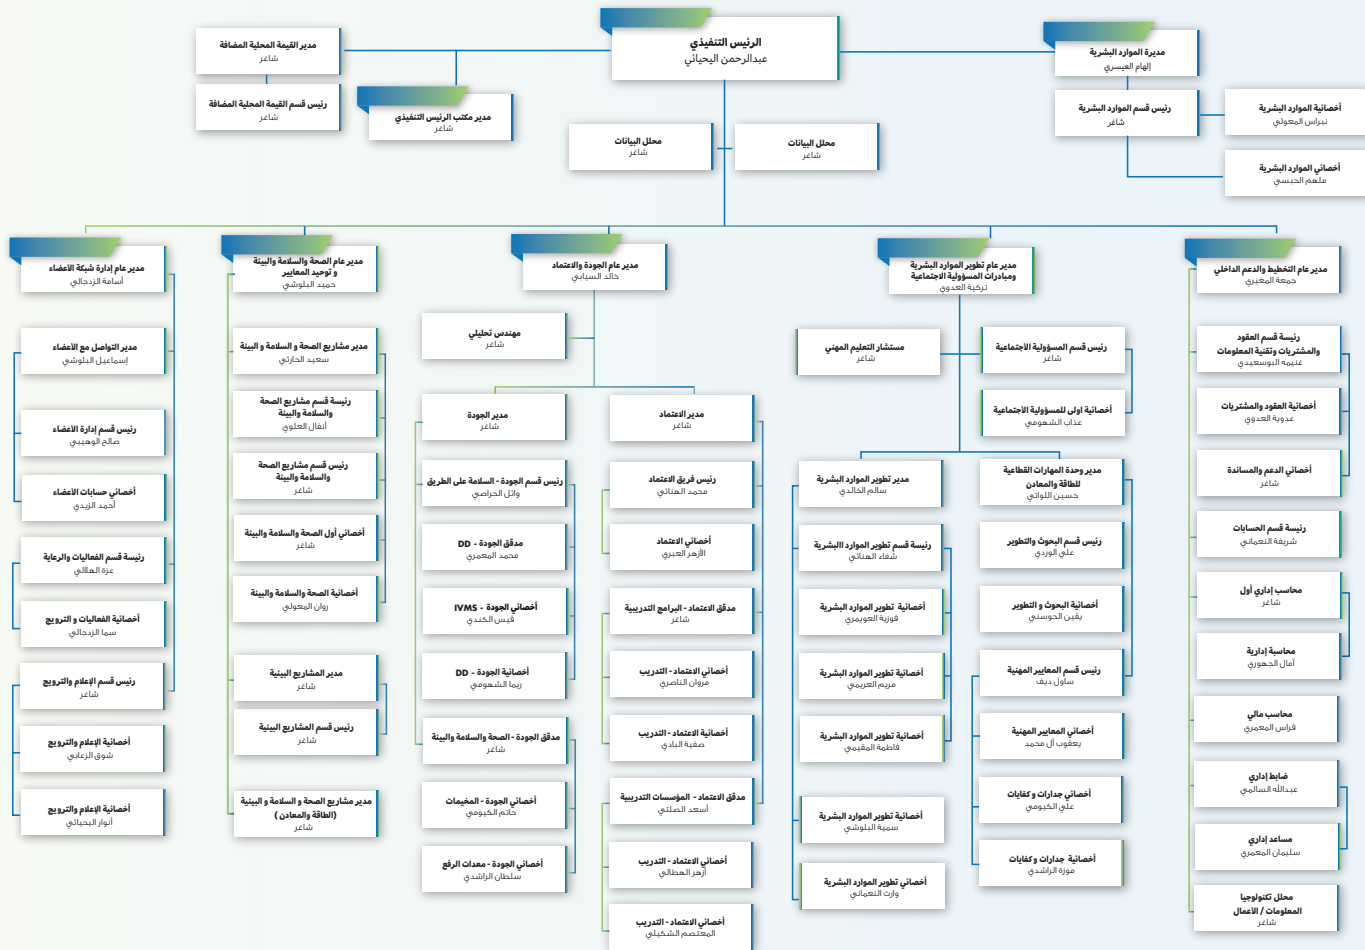 الرئيس التنفيذي
عبدالرحمن اليحيائي
مديرة الموارد البشرية
إلهام العيسري
رئيس قسم الموارد البشرية
شاغر
أخصائية الموارد البشرية
نبراس المعولي
أخصائي الموارد البشرية
ملهم الحبسي
مدير القيمة المحلية المضافة
شاغر
رئيس قسم القيمة المحلية المضافة
شاغر
مدير مكتب الرئيس التنفيذي
شاغر
محلل البيانات
شاغر
محلل البيانات
شاغر
مدير عام التخطيط والدعم الداخلي
جمعة المغيري
رئيسة قسم العقود
والمشتريات وتقنية المعلومات
غنيمه البوسعيدي
أخصائية العقود والمشتريات
عدوية العدوي
أخصائي الدعم والمساندة
شاغر
رئيسة قسم الحسابات
شريفة النعماني
محاسب إداري أول
شاغر
محاسبة إدارية
أمال الجهوري
محاسب مالي
فراس المعمري
ضابط إداري
عبدالله السالمي
مساعد إداري
سليمان المعمري
محلل تكنولوجيا
المعلومات / الأعمال
شاغر
مدير عام تطوير الموارد البشرية
ومبادرات المسؤولية الاجتماعية
تركية العدوي
رئيس قسم المسؤولية الأجتماعية
شاغر
أخصائية اولى للمسؤولية الأجتماعية
عذاب الشهومي
مستشار التعليم المهني
شاغر
مدير وحدة المهارات القطاعية
للطاقة والمعادن
حسين اللواتي
رئيس قسم البحوث والتطوير
علي الوردي
أخصائية البحوث و التطوير
يقين الحوسني
رئيس قسم المعايير المهنية
ساول ديف
أخصائي المعايير المهنية
يعقوب آل محمد
أخصائي جدارات وكفايات
علي الكيومي
أخصائية جدارات وكفايات
موزة الراشدي
مدير تطوير الموارد البشرية
سالم الخالدي
رئيسة قسم تطوير الموارد االبشرية
شفاء الهنائي
أخصائية تطوير الموارد البشرية
فوزية العويمري
أخصائية تطوير الموارد البشرية
مريم العريمي
أخصائية تطوير الموارد البشرية
فاطمة المقيمي
أخصائية تطوير الموارد البشرية
سمية البلوشي
أخصائي تطوير الموارد البشرية
وارث النعماني
مدير عام الجودة والاعتماد
خالد السيابي
مهندس تحليلي
شاغر
مدير الاعتماد
شاغر
رئيس فريق الاعتماد
محمد الهنائي
أخصائي الاعتماد
الأزهر العبري
مدقق الاعتماد - البرامج التدريبية
شاغر
أخصائي الاعتماد - التدريب
مروان الناصري
أخصائية الاعتماد - التدريب
صفية البادي
مدقق الاعتماد - المؤسسات التدريبية
أسعد الصلتي
أخصائي الاعتماد - التدريب
أزهر الهطالي
أخصائي الاعتماد - التدريب
المعتصم الشكيلي
مدير الجودة
شاغر
رئيس قسم الجودة - السلامة على الطريق
وائل الحراصي
مدقق الجودة - DD
محمد المعمري
أخصائي الجودة - IVMS
قيس الكندي
أخصائية الجودة - DD
ريما الشهومي
مدقق الجودة - الصحة والسلامة والبيئة
شاغر
أخصائي الجودة - المخيمات
حاتم الكيومي
أخصائي الجودة - معدات الرفع
سلطان الراشدي
مدير عام الصحة والسلامة والبيئة
و توحيد المعايير
حميد البلوشي
مدير مشاريع الصحة و السلامة و البيئة
سعيد الحارثي
رئيسة قسم مشاريع الصحة
والسلامة والبيئة
أنفال العلوي
رئيس قسم مشاريع الصحة
والسلامة والبيئة
شاغر
أخصائي أول الصحة والسلامة والبيئة
شاغر
أخصائية الصحة والسلامة والبيئة
روان المعولي
مدير المشاريع البيئية
شاغر
رئيس قسم المشاريع البيئية
شاغر
مدير مشاريع الصحة و السلامة و البيئية
(الطاقة والمعادن )
شاغر
مدير عام إدارة شبكة الأعضاء
أسامة الزدجالي
مدير التواصل مع الأعضاء
إسماعيل البلوشي
رئيس قسم إدارة الأعضاء
صالح الوهيبي
أخصائي حسابات الأعضاء
أحمد الزيدي
رئيسة قسم الفعاليات والرعاية
عزة الهلالي
أخصائية الفعاليات و الترويج
سما الزدجالي
رئيس قسم الإعلام والترويج
شاغر
أخصائية الإعلام والترويج
شوق الزعابي
أخصائية الإعلام والترويج
أنوار اليحيائي